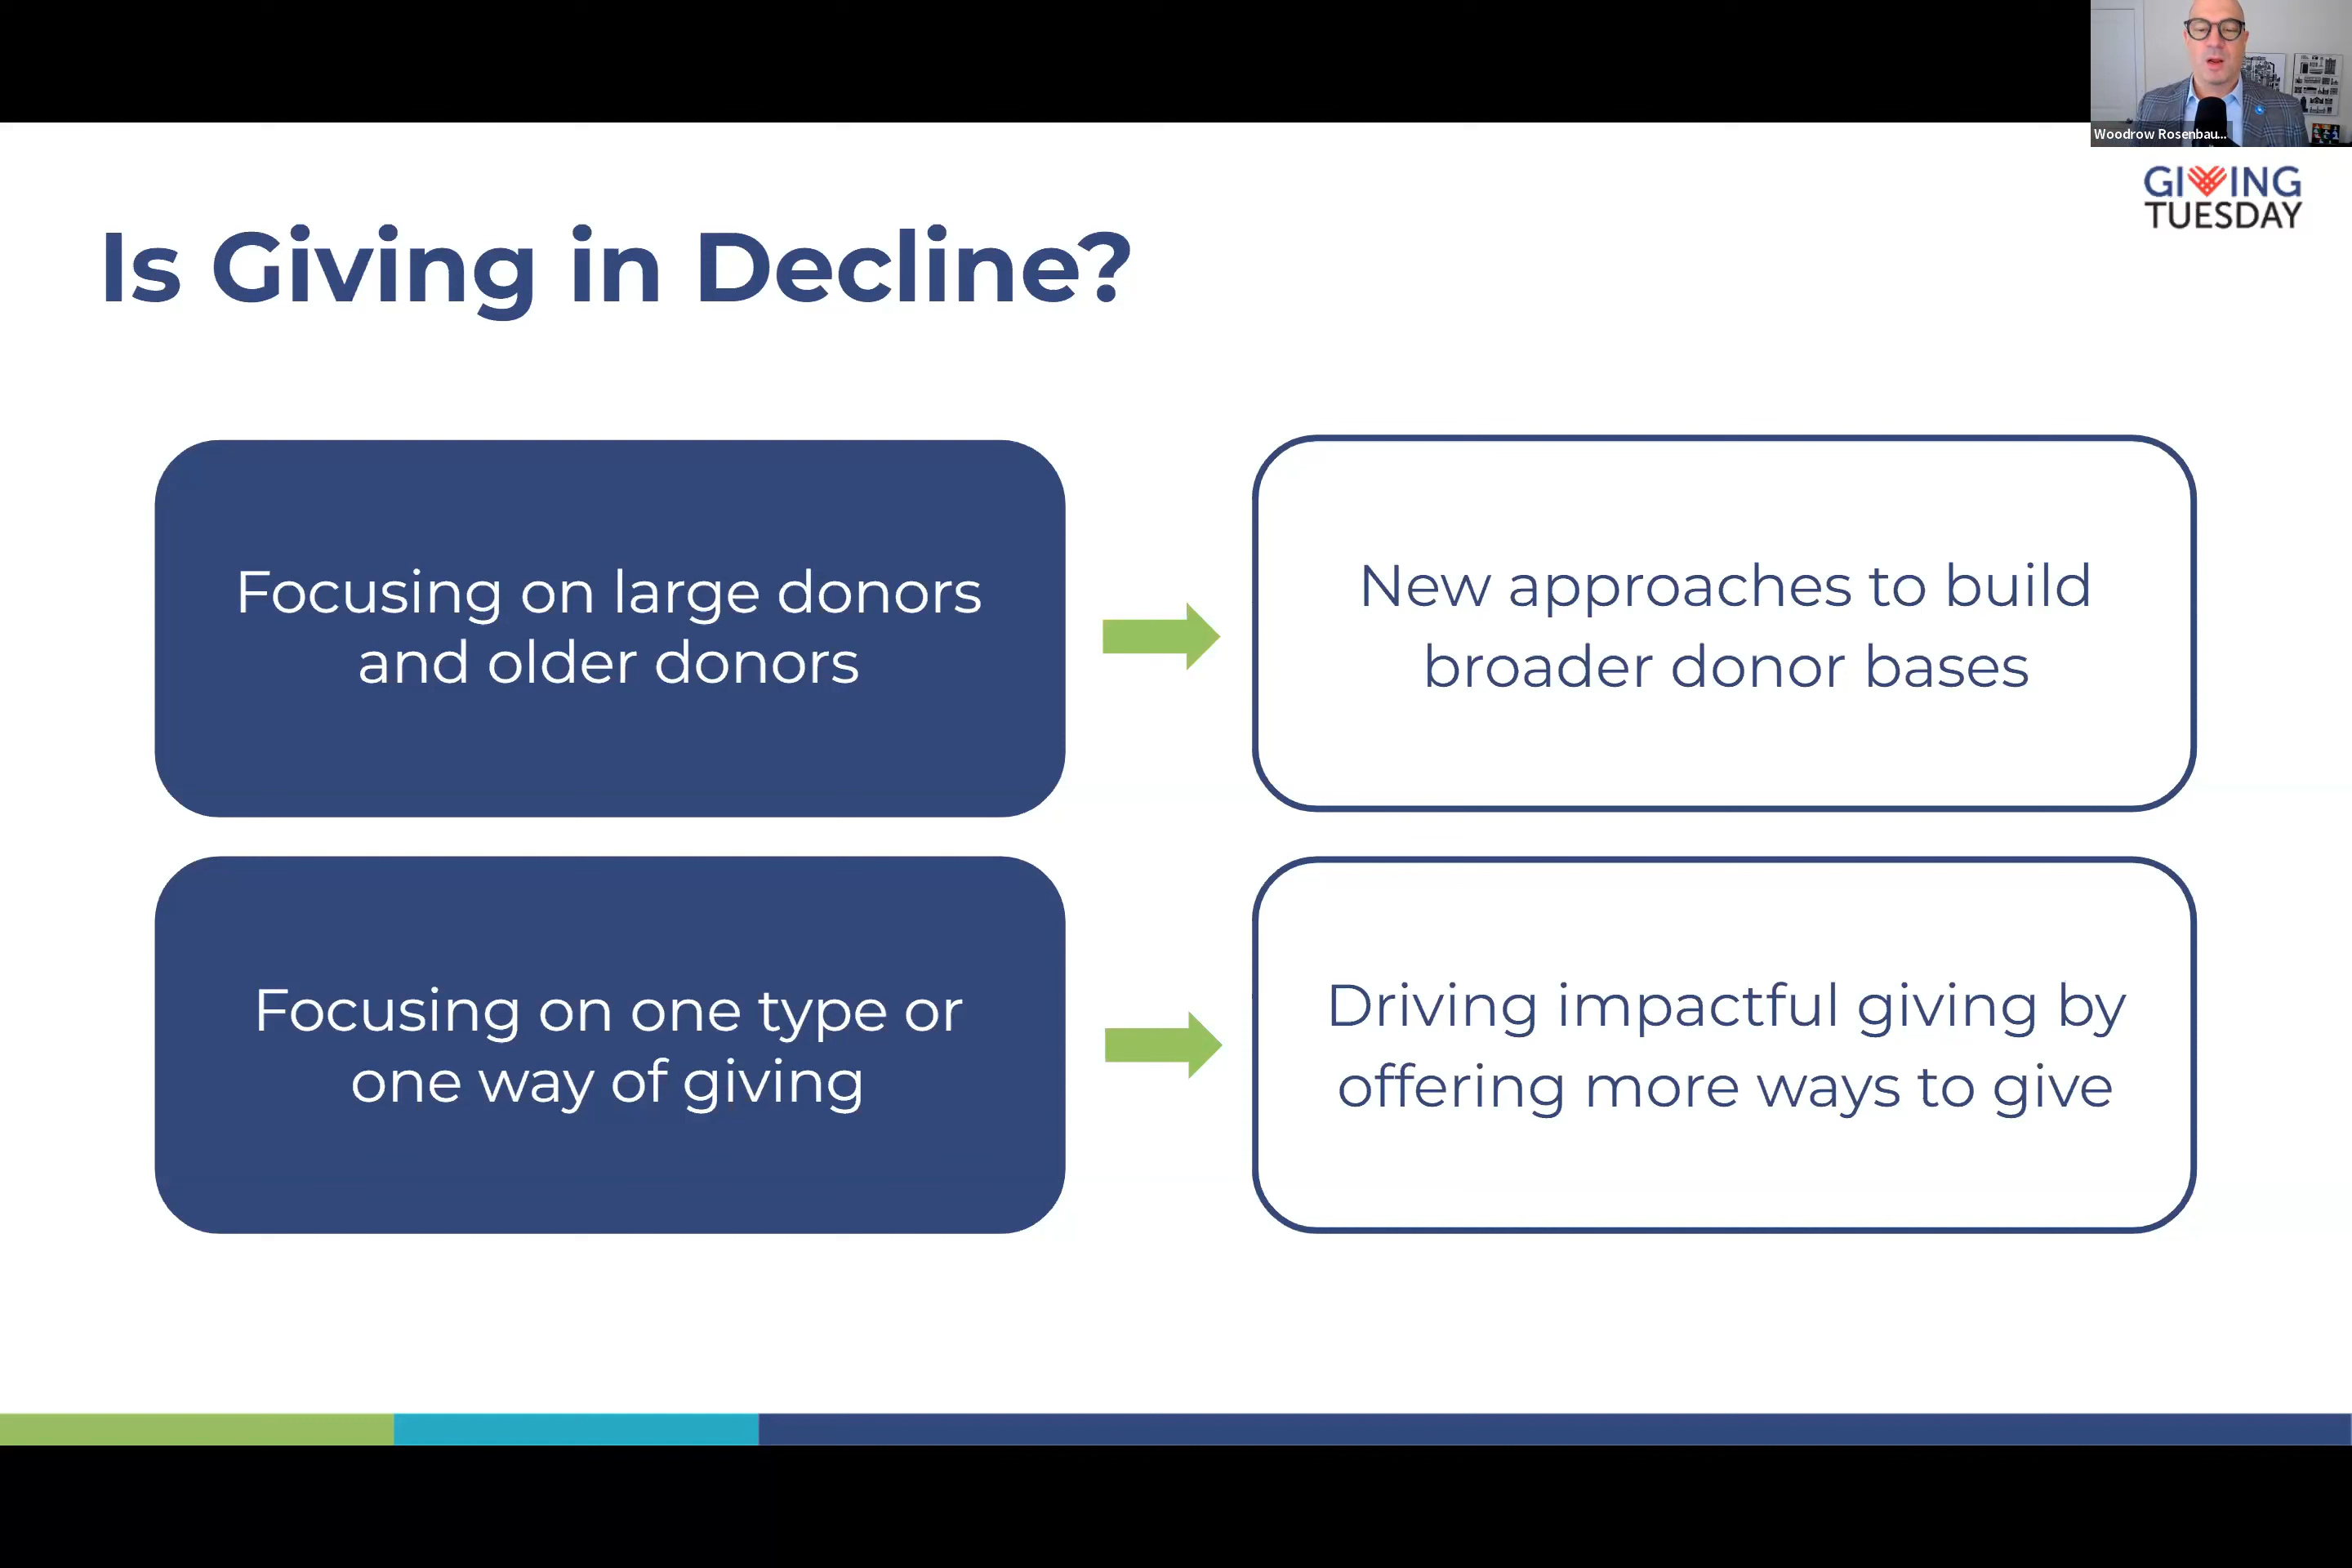 Woodrow Rosenbau...
GIVING
TUESDAY
Is Giving in Decline?
Focusing on large donors
and older donors
New approaches to build
broader donor bases
Focusing on one type or
one way of giving
Driving impactful giving by
offering more ways to give